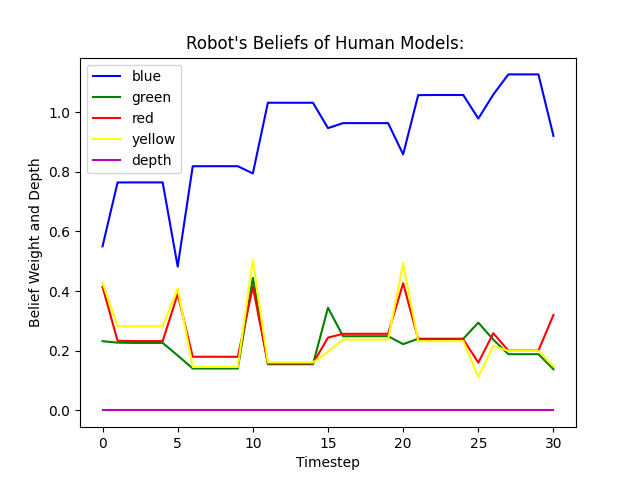 Robot's Beliefs of Human Models:
blue
green
red
yellow
depth
Belief Weight and Depth
1.0
0.8
0.6
0.4
0.2
0.0
0 5 10 15 20 25 30
Timestep